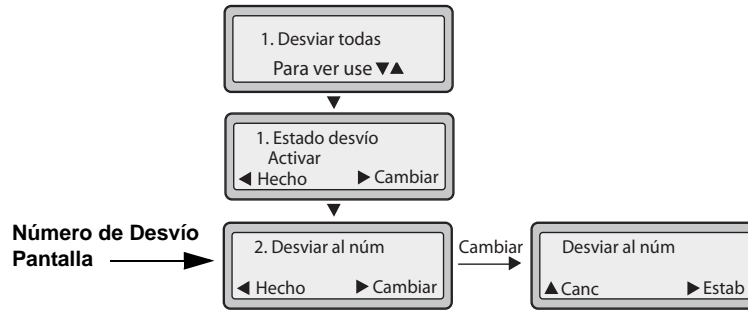 1. Desviar todas
Para ver use ▼▲
1. Estado desvío
Activar
◀ Hecho ▶ Cambiar
Número de Desvío
Pantalla
2. Desviar al núm
◀ Hecho ▶ Cambiar
Cambiar
Desviar al núm
▲ Canc ▶ Estab